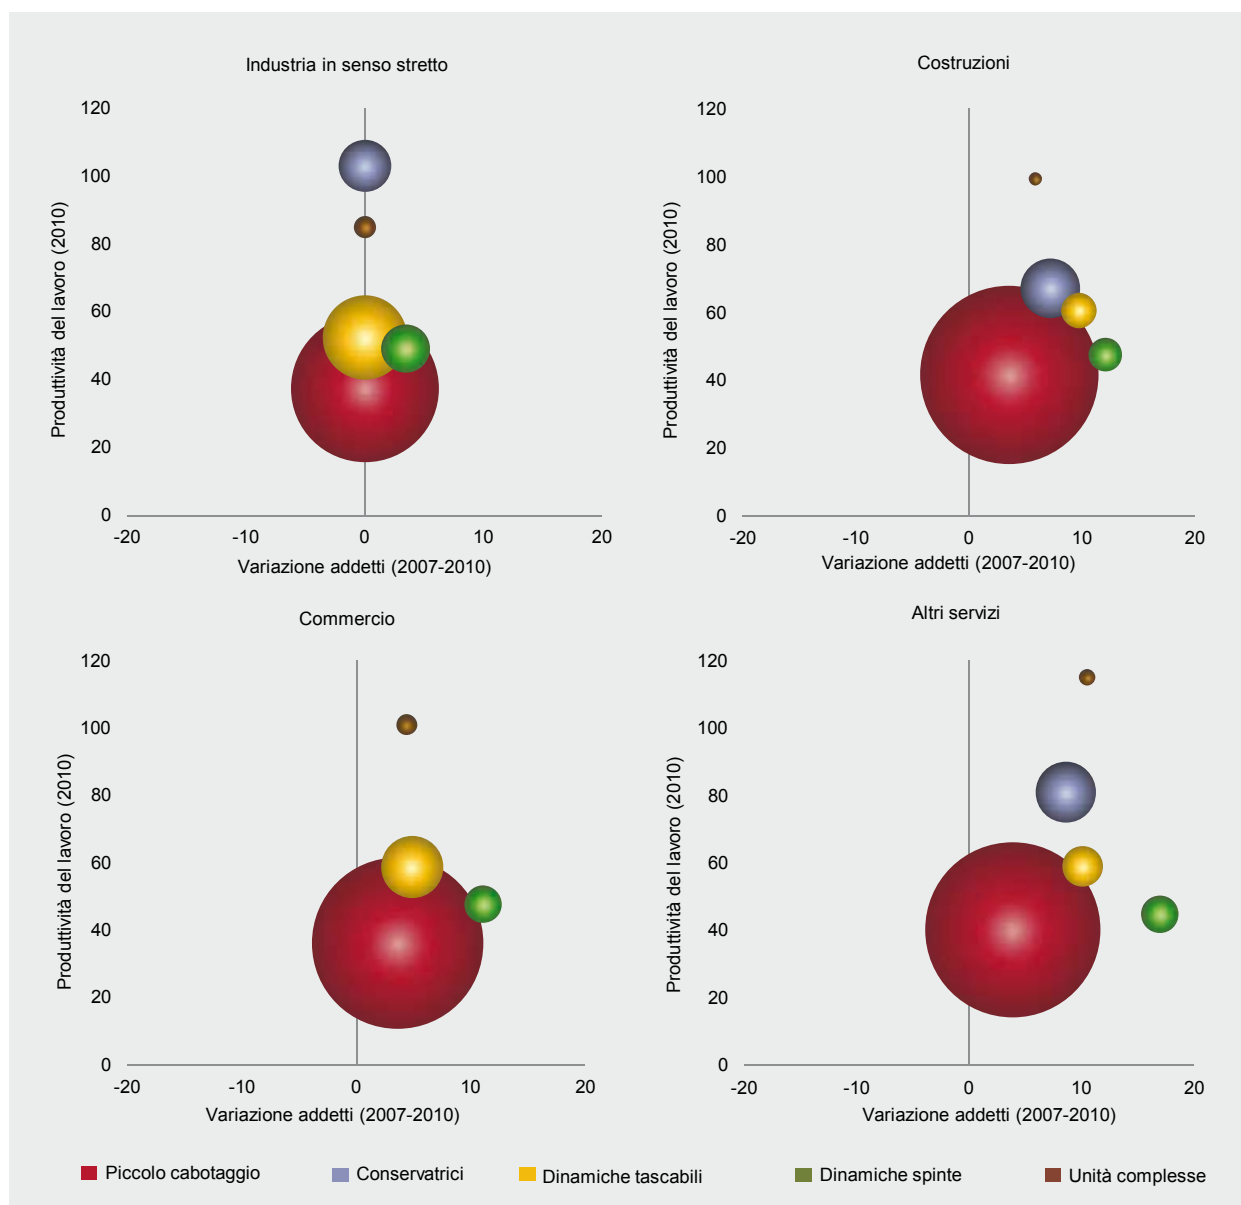 Industria in senso stretto
120
100
80
60
40
20
0
-20 -10 0 10 20
Produttività del lavoro (2010)
Variazione addetti (2007-2010)
Costruzioni
120
100
80
60
40
20
0
-20 -10 0 10 20
Produttività del lavoro (2010)
Variazione addetti (2007-2010)
Commercio
120
100
80
60
40
20
0
-20 -10 0 10 20
Produttività del lavoro (2010)
Variazione addetti (2007-2010)
Altri servizi
120
100
80
60
40
20
0
-20 -10 0 10 20
Produttività del lavoro (2010)
Variazione addetti (2007-2010)
Piccolo cabotaggio Conservatrici Dinamiche tascabili Dinamiche spinte Unità complesse